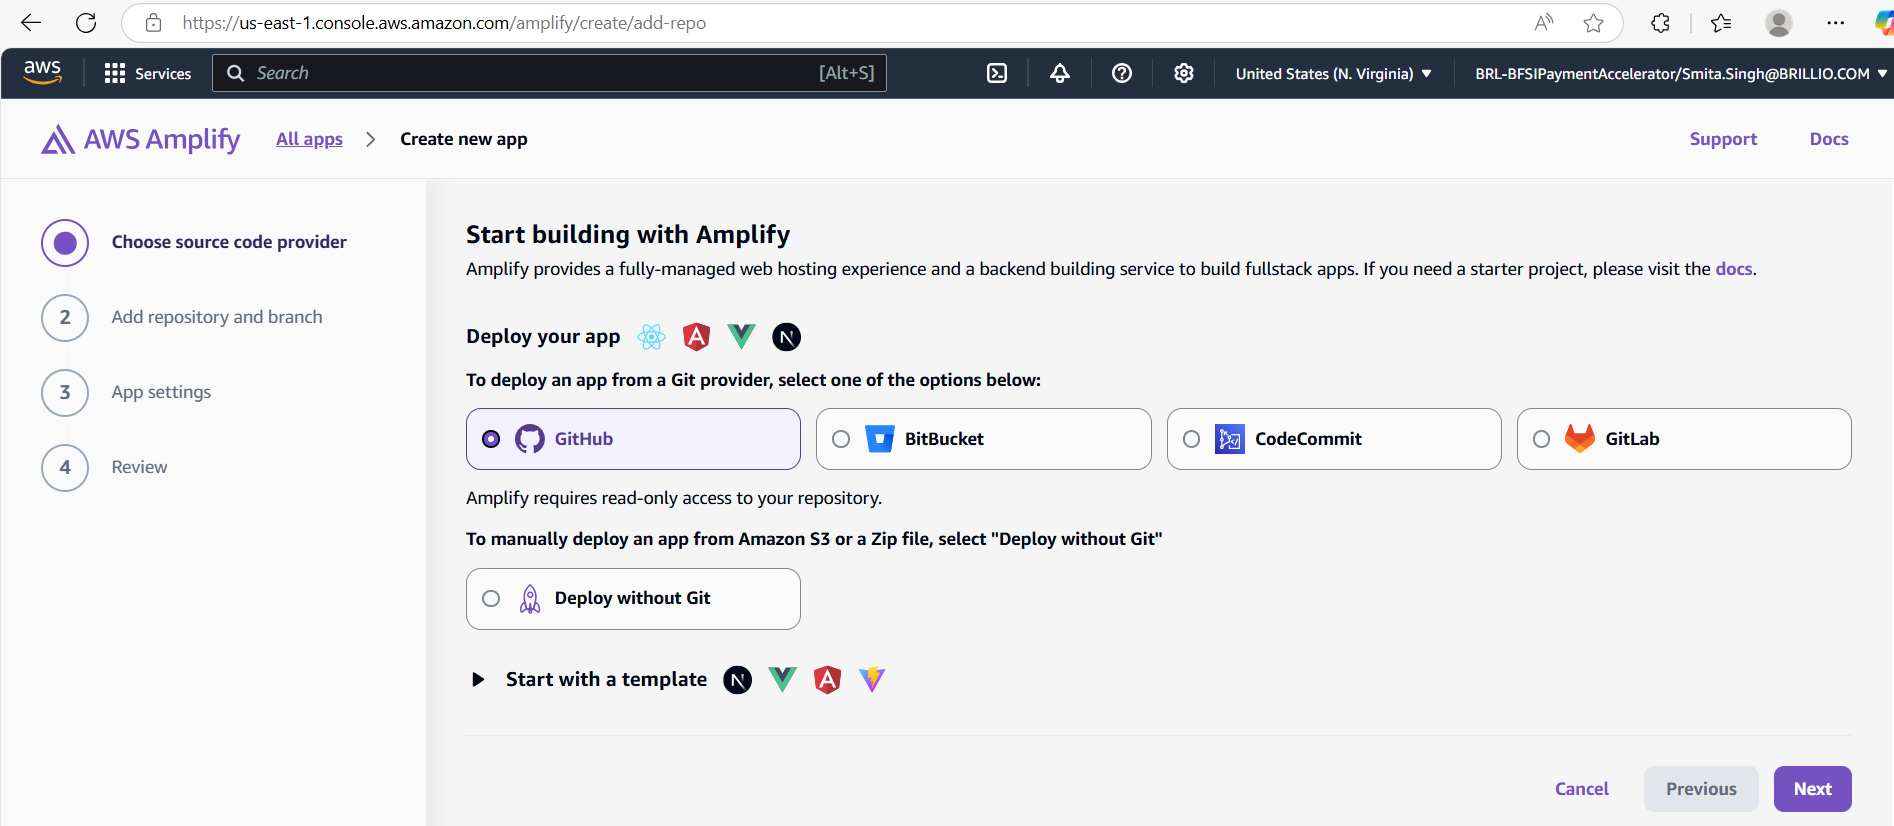 https://us-east-1.console.aws.amazon.com/amplify/create/add-repo
aws Services Search [Alt+S] United States (N. Virginia) BRL-BFSIPaymentAccelerator/Smita.Singh@BRILLIO.COM
AWS Amplify All apps Create new app Support Docs
Choose source code provider
2 Add repository and branch
3 App settings
4 Review
Start building with Amplify
Amplify provides a fully-managed web hosting experience and a backend building service to build fullstack apps. If you need a starter project, please visit the docs.
Deploy your app
To deploy an app from a Git provider, select one of the options below:
GitHub BitBucket CodeCommit GitLab
Amplify requires read-only access to your repository.
To manually deploy an app from Amazon S3 or a Zip file, select "Deploy without Git"
Deploy without Git
Start with a template
Cancel Previous Next